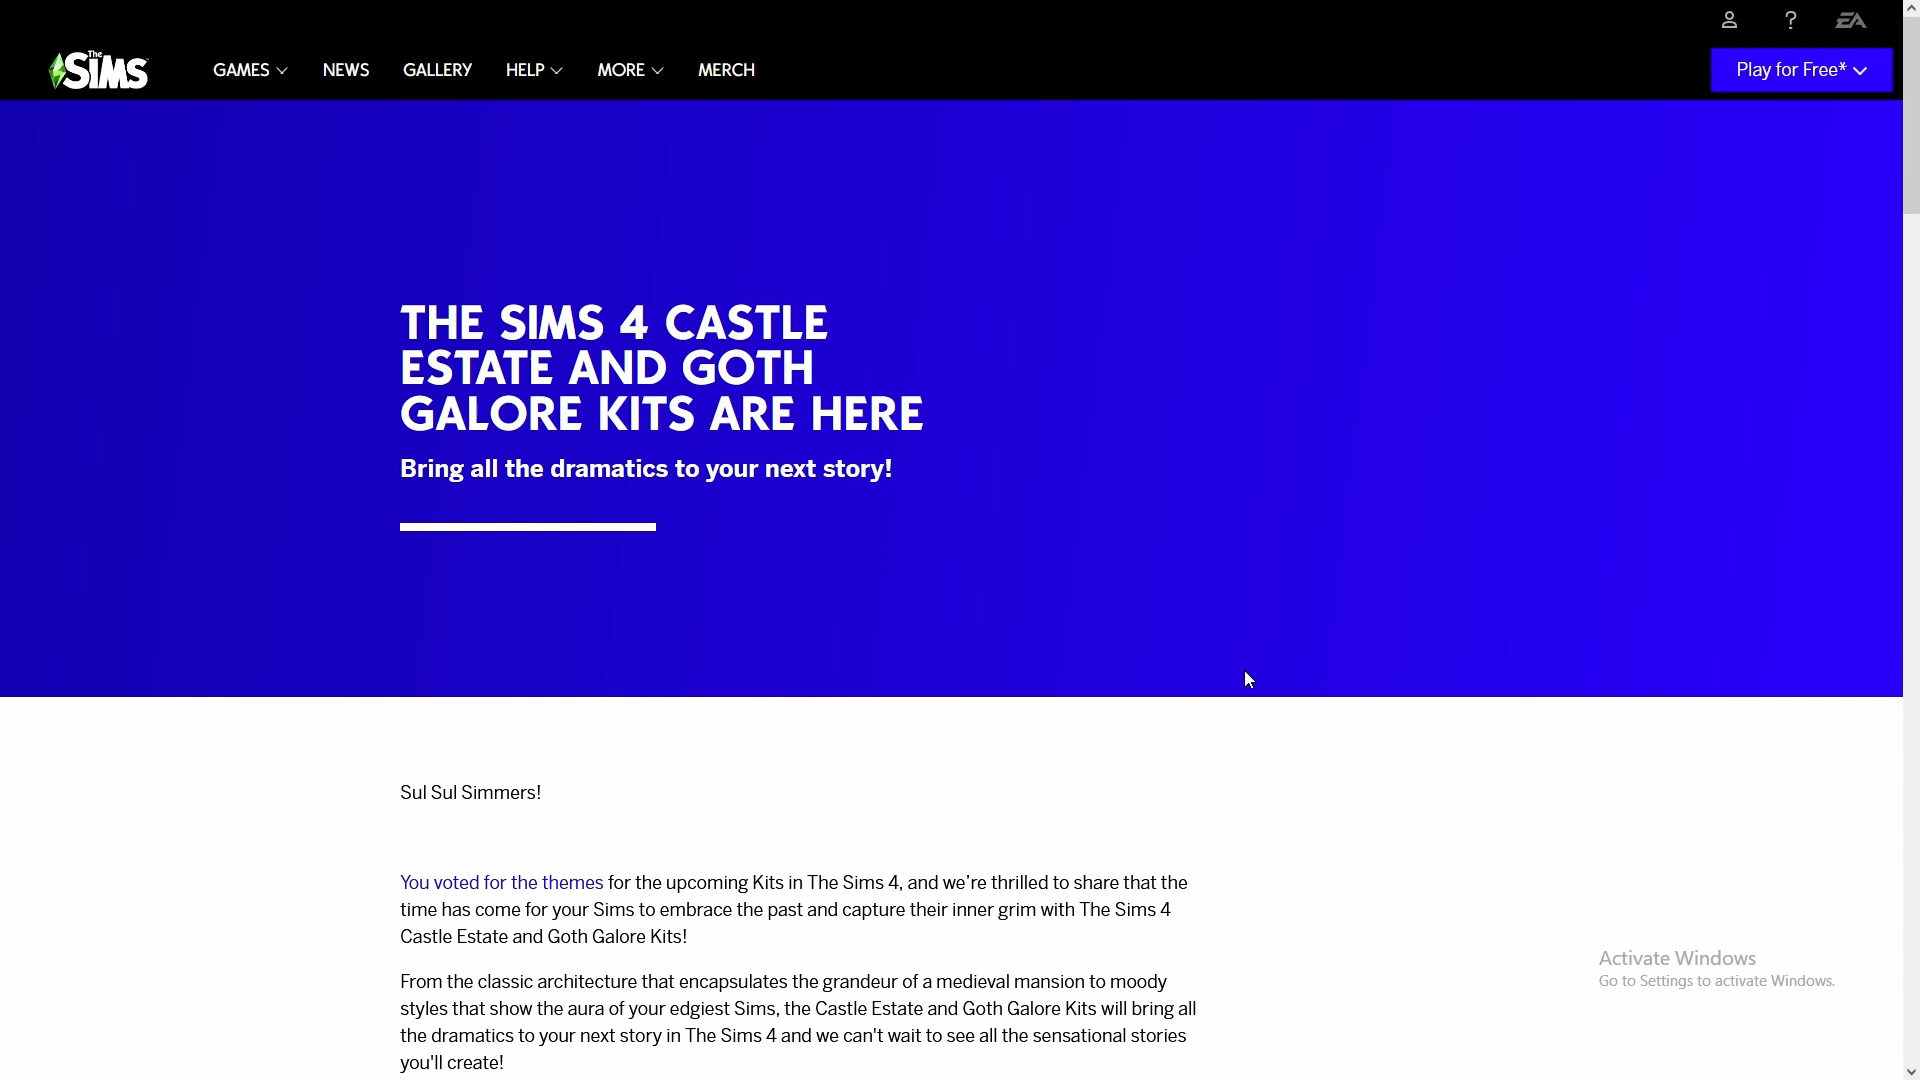 The SiMS
GAMES NEWS GALLERY HELP MORE MERCH
? EA
Play for Free*
THE SIMS 4 CASTLE
ESTATE AND GOTH
GALORE KITS ARE HERE
Bring all the dramatics to your next story!
Sul Sul Simmers!
You voted for the themes for the upcoming Kits in The Sims 4, and we’re thrilled to share that the
time has come for your Sims to embrace the past and capture their inner grim with The Sims 4
Castle Estate and Goth Galore Kits!
From the classic architecture that encapsulates the grandeur of a medieval mansion to moody
styles that show the aura of your edgiest Sims, the Castle Estate and Goth Galore Kits will bring all
the dramatics to your next story in The Sims 4 and we can't wait to see all the sensational stories
you'll create!
Activate Windows
Go to Settings to activate Windows.